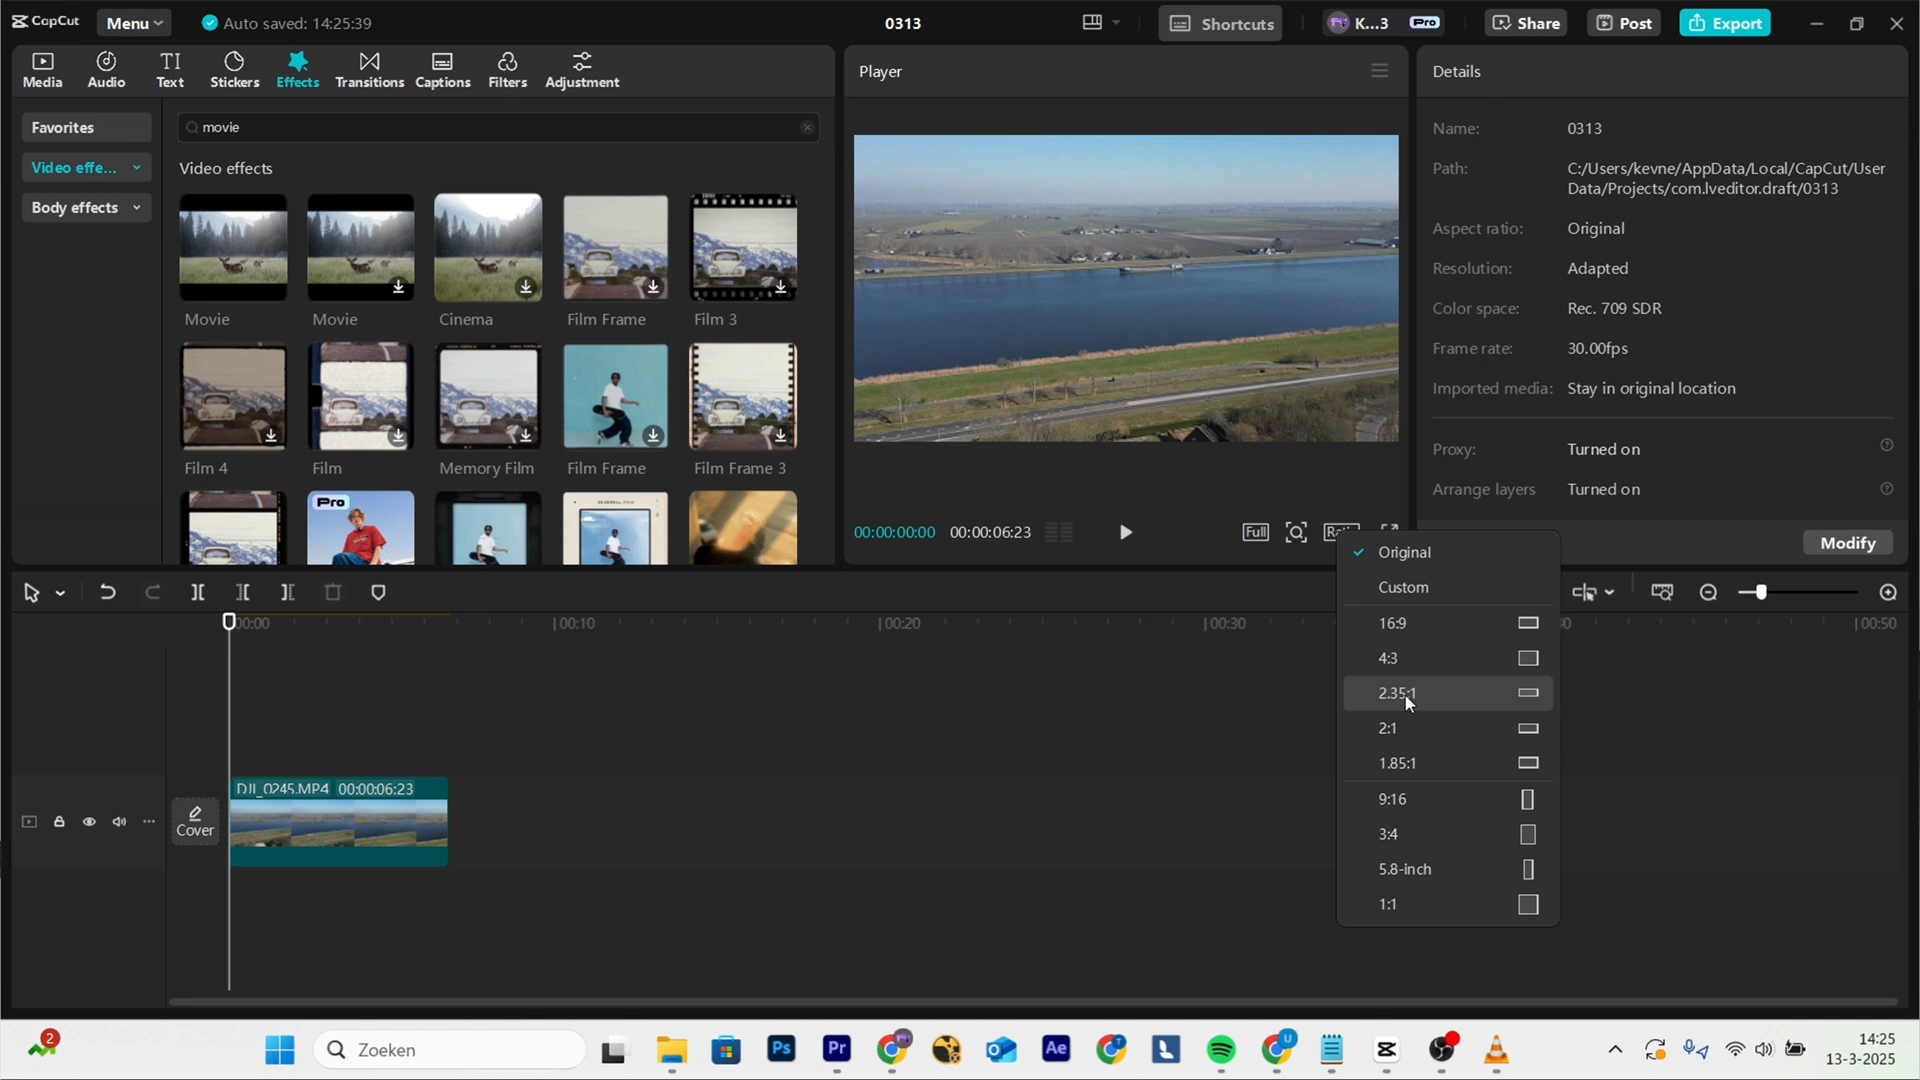 CapCut
Menu
Auto saved: 14:25:39
0313
Shortcuts
K...3
Pro
Share
Post
Export
Media
Audio
Text
Stickers
Effects
Transitions
Captions
Filters
Adjustment
Favorites
Video effe...
Body effects
movie
Video effects
Movie
Movie
Cinema
Film Frame
Film 3
Film 4
Film
Memory Film
Film Frame
Film Frame 3
Pro
Player
00:00:00:00
00:00:06:23
Full
Details
Name: 0313
Path: C:/Users/kevne/AppData/Local/CapCut/User
Data/Projects/com.lveditor.draft/0313
Aspect ratio: Original
Resolution: Adapted
Color space: Rec. 709 SDR
Frame rate: 30.00fps
Imported media: Stay in original location
Proxy: Turned on
Arrange layers Turned on
Modify
Original
Custom
16:9
4:3
2.35:1
2:1
1.85:1
9:16
3:4
5.8-inch
1:1
00:00
00:10
00:20
00:30
00:50
DJI_0245.MP4 00:00:06:23
Cover
2
Zoeken
Ps
Pr
Ae
T
U
L
14:25
13-3-2025